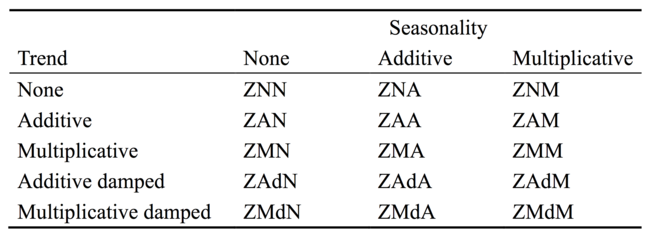 Seasonality
Trend None Additive Multiplicative
None ZNN ZNA ZNM
Additive ZAN ZAA ZAM
Multiplicative ZMN ZMA ZMM
Additive damped ZAdN ZAdA ZAdM
Multiplicative damped ZMdN ZMdA ZMdM